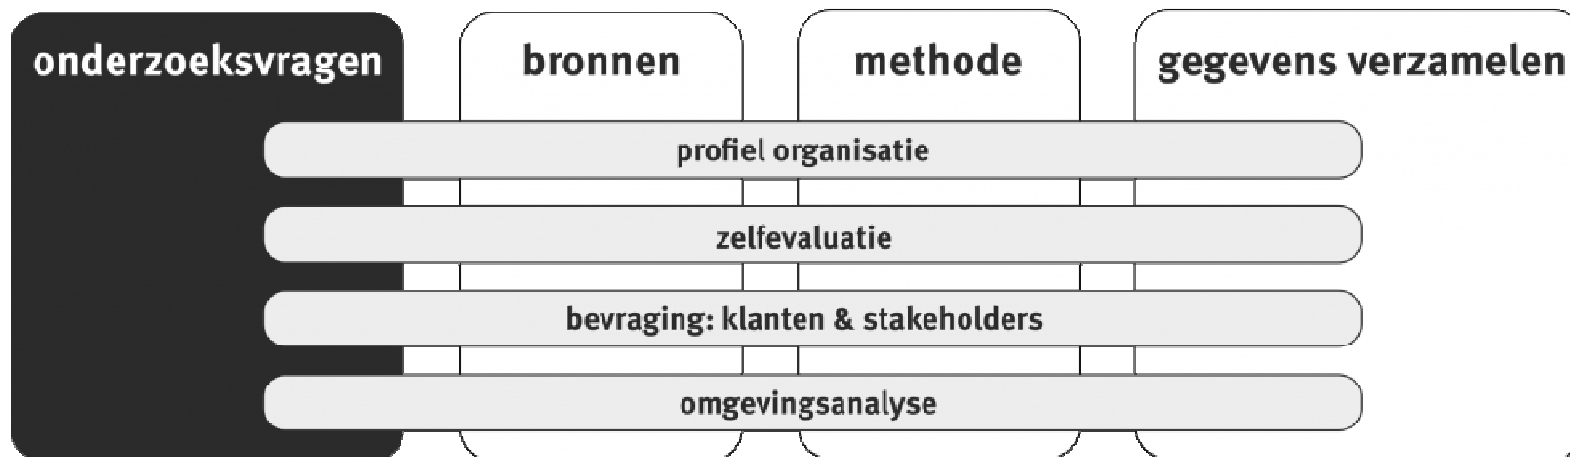 onderzoeksvragen
bronnen
methode
gegevens verzamelen
profiel organisatie
zelfevaluatie
bevraging: klanten & stakeholders
omgevingsanalyse